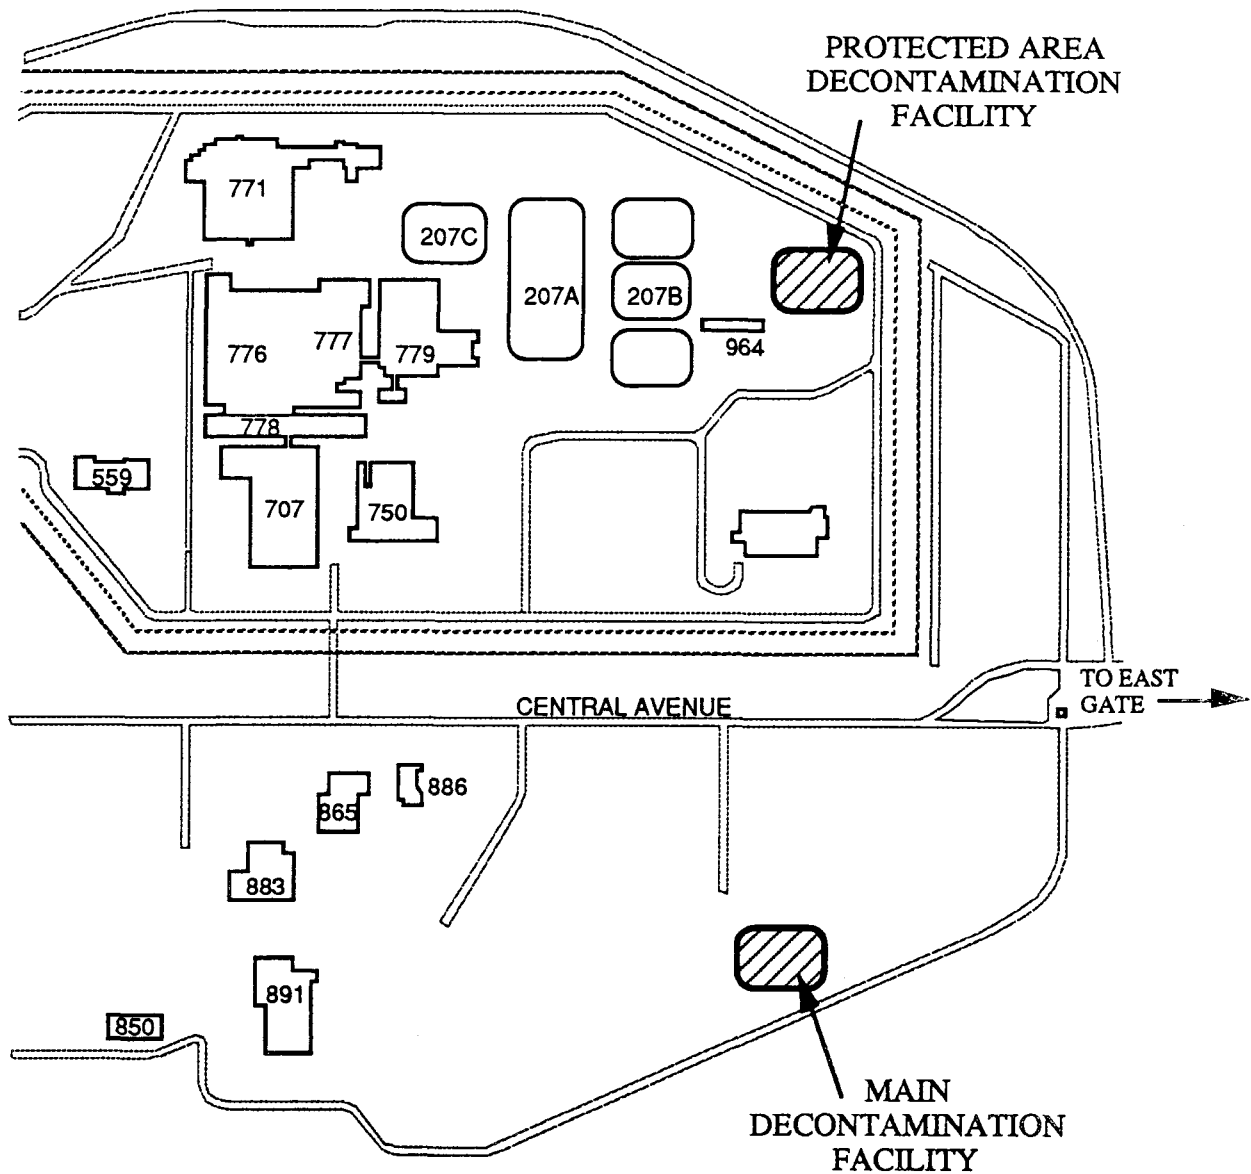 PROTECTED AREA
DECONTAMINATION
FACILITY
771
207C
207A
207B
964
776
777
779
778
559
707
750
TO EAST
GATE
CENTRAL AVENUE
865
886
883
891
850
MAIN
DECONTAMINATION
FACILITY